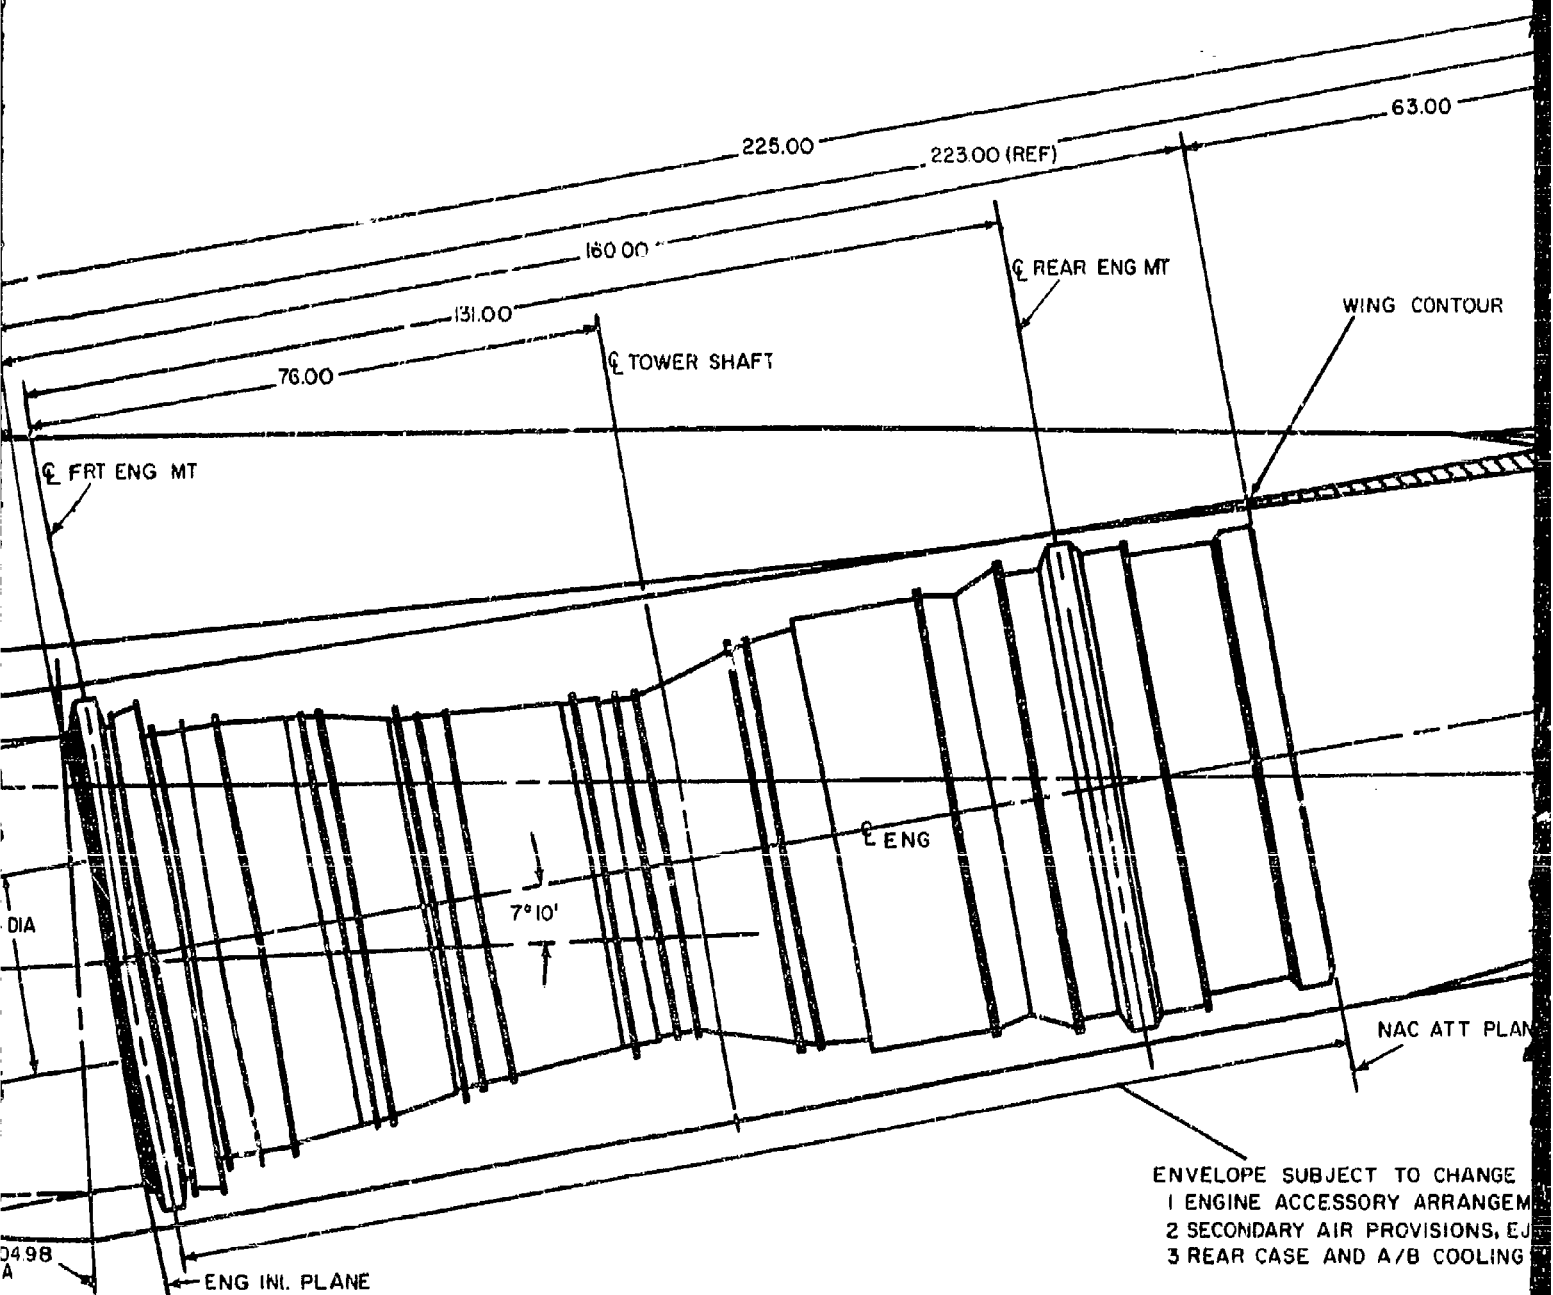 63.00
225.00
223.00 (REF)
160.00
℄ REAR ENG MT
131.00
WING CONTOUR
℄ TOWER SHAFT
76.00
℄ FRT ENG MT
℄ ENG
7° 10'
DIA
NAC ATT PLAN
ENVELOPE SUBJECT TO CHANGE
1 ENGINE ACCESSORY ARRANGEM
2 SECONDARY AIR PROVISIONS, EJ
3 REAR CASE AND A/B COOLING
04.98
A
ENG INL. PLANE